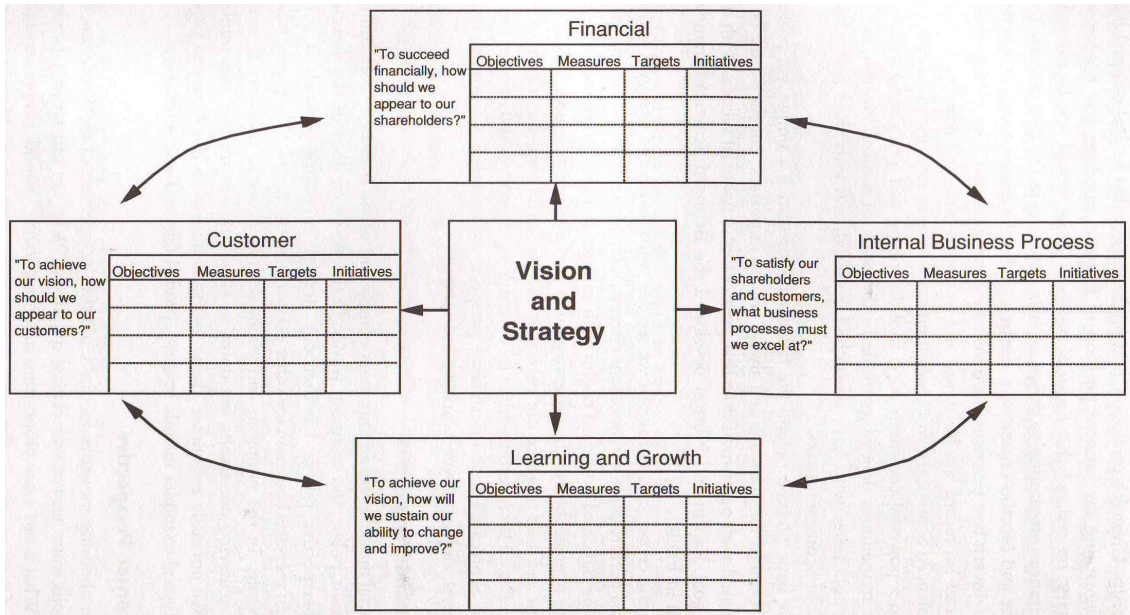 Financial
"To succeed
financially, how
should we
appear to our
shareholders?"
Objectives Measures Targets Initiatives
Customer
"To achieve
our vision, how
should we
appear to our
customers?"
Objectives Measures Targets Initiatives
Vision
and
Strategy
Internal Business Process
"To satisfy our
shareholders
and customers,
what business
processes must
we excel at?"
Objectives Measures Targets Initiatives
Learning and Growth
"To achieve our
vision, how will
we sustain our
ability to change
and improve?"
Objectives Measures Targets Initiatives